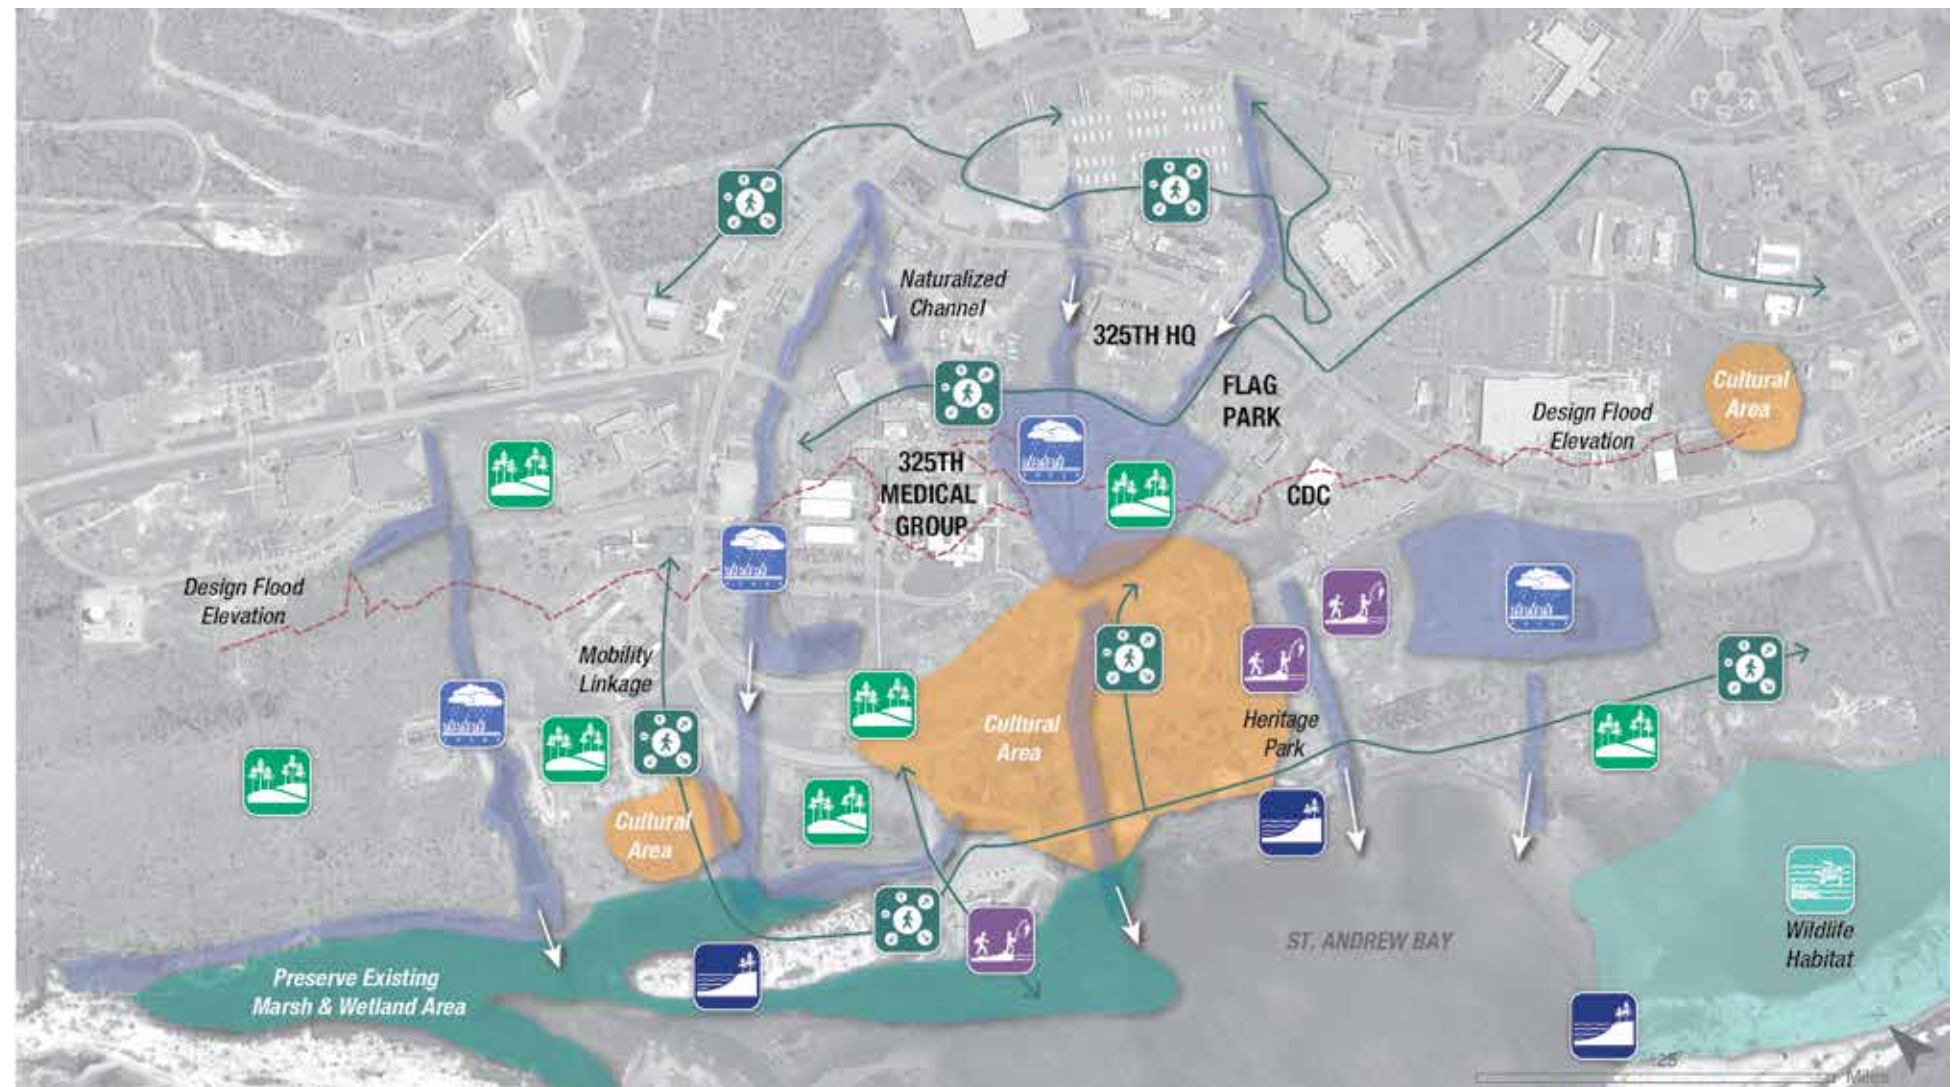 Naturalized
Channel
325TH HQ
FLAG
PARK
Cultural
Area
Design Flood
Elevation
325TH
MEDICAL
GROUP
CDC
Design Flood
Elevation
Mobility
Linkage
Cultural
Area
Heritage
Park
Cultural
Area
ST. ANDREW BAY
Wildlife
Habitat
Preserve Existing
Marsh & Wetland Area
Miles